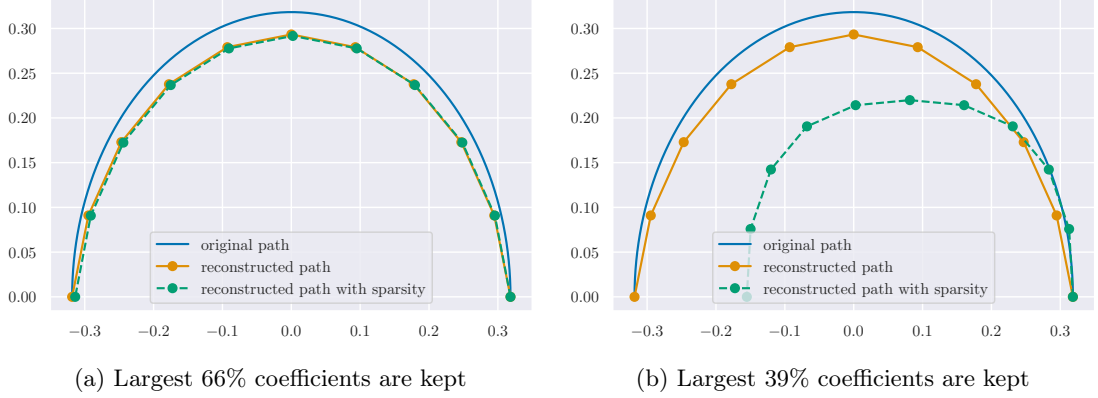 0.30
0.25
0.20
0.15
0.10
0.05
0.00
−0.3 −0.2 −0.1 0.0 0.1 0.2 0.3
original path
reconstructed path
reconstructed path with sparsity
(a) Largest 66% coefficients are kept
0.30
0.25
0.20
0.15
0.10
0.05
0.00
−0.3 −0.2 −0.1 0.0 0.1 0.2 0.3
original path
reconstructed path
reconstructed path with sparsity
(b) Largest 39% coefficients are kept